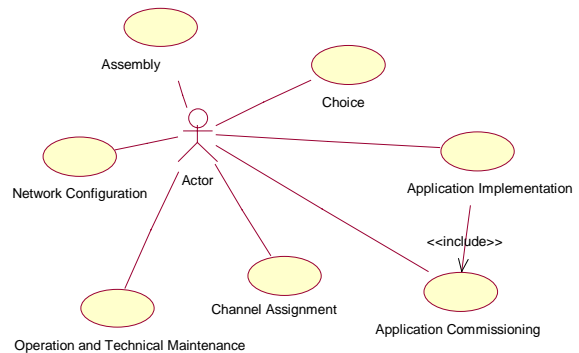 Assembly
Choice
Network Configuration
Actor
Application Implementation
<<include>>
Channel Assignment
Application Commissioning
Operation and Technical Maintenance